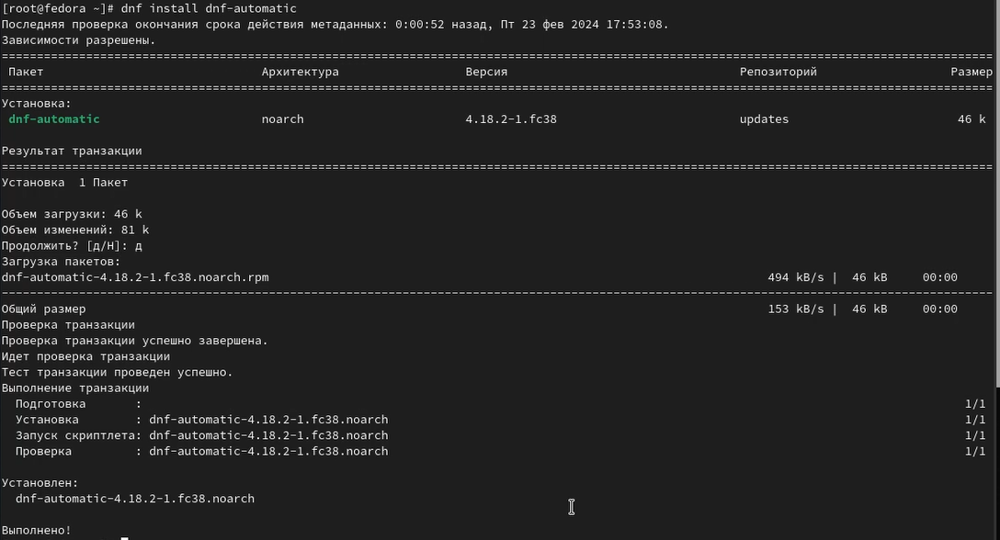 [root@fedora ~]# dnf install dnf-automatic
Последняя проверка окончания срока действия метаданных: 0:00:52 назад, Пт 23 фев 2024 17:53:08.
Зависимости разрешены.
================================================================================
Пакет Архитектура Версия Репозиторий Размер
================================================================================
Установка:
dnf-automatic noarch 4.18.2-1.fc38 updates 46 k
Результат транзакции
================================================================================
Установка 1 Пакет
Объем загрузки: 46 k
Объем изменений: 81 k
Продолжить? [д/Н]: д
Загрузка пакетов:
dnf-automatic-4.18.2-1.fc38.noarch.rpm 494 kB/s | 46 kB 00:00
--------------------------------------------------------------------------------
Общий размер 153 kB/s | 46 kB 00:00
Проверка транзакции
Проверка транзакции успешно завершена.
Идет проверка транзакции
Тест транзакции проведен успешно.
Выполнение транзакции
Подготовка : 1/1
Установка : dnf-automatic-4.18.2-1.fc38.noarch 1/1
Запуск скриптлета: dnf-automatic-4.18.2-1.fc38.noarch 1/1
Проверка : dnf-automatic-4.18.2-1.fc38.noarch 1/1
Установлен:
dnf-automatic-4.18.2-1.fc38.noarch
Выполнено!